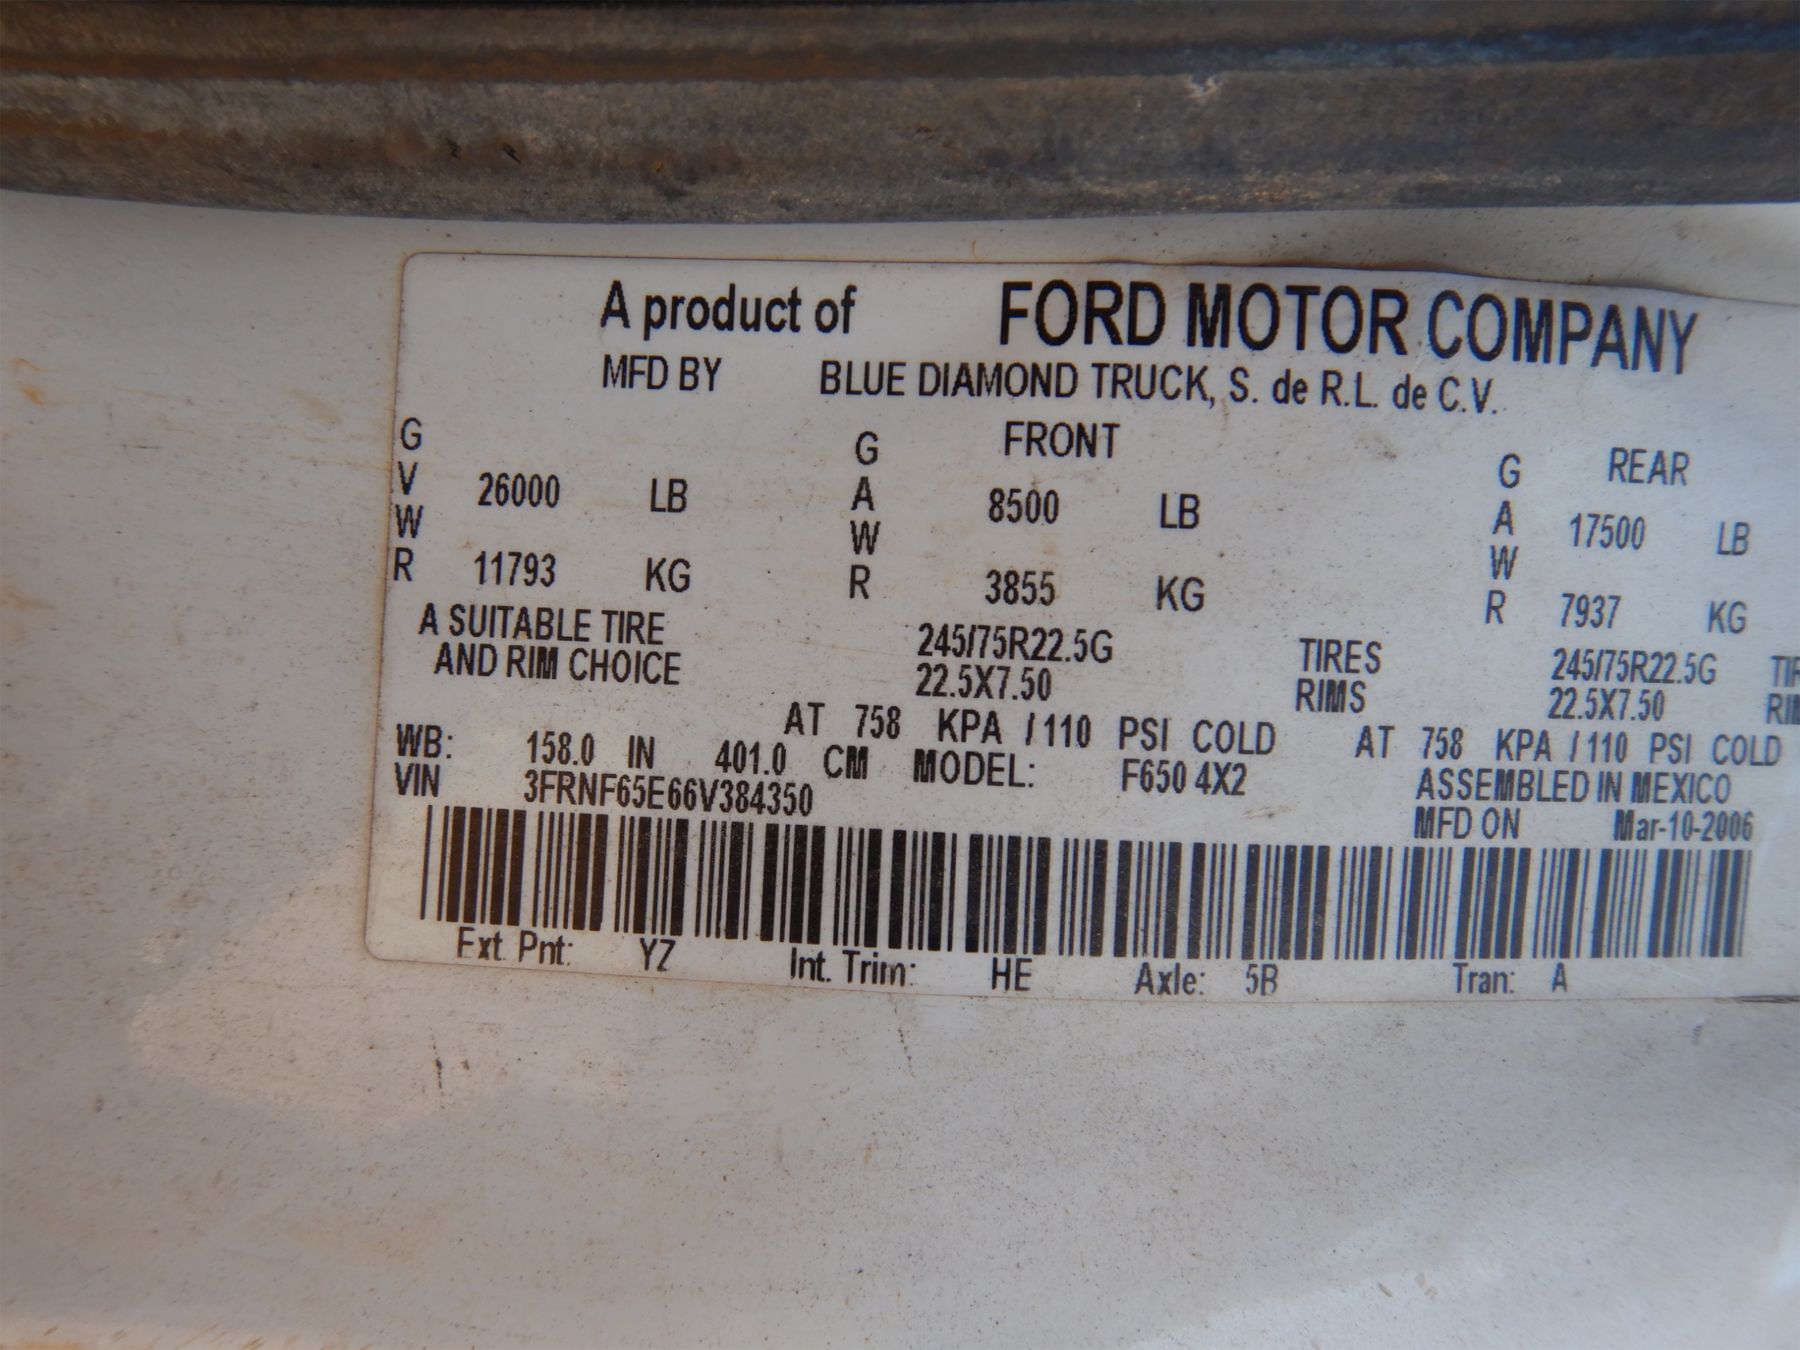 A product of FORD MOTOR COMPANY
MFD BY BLUE DIAMOND TRUCK, S. de R.L. de C.V.
GVWR 26000 LB 11793 KG
GAWR FRONT 8500 LB 3855 KG
GAWR REAR 17500 LB 7937 KG
A SUITABLE TIRE 245/75R22.5G TIRES 245/75R22.5G
AND RIM CHOICE 22.5X7.50 RIMS 22.5X7.50
AT 758 KPA / 110 PSI COLD AT 758 KPA / 110 PSI COLD
WB: 158.0 IN 401.0 CM MODEL: F650 4X2 ASSEMBLED IN MEXICO
VIN 3FRNF65E66V384350 MFD ON Mar-10-2006
Ext. Pnt: YZ Int. Trim: HE Axle: 5B Tran: A